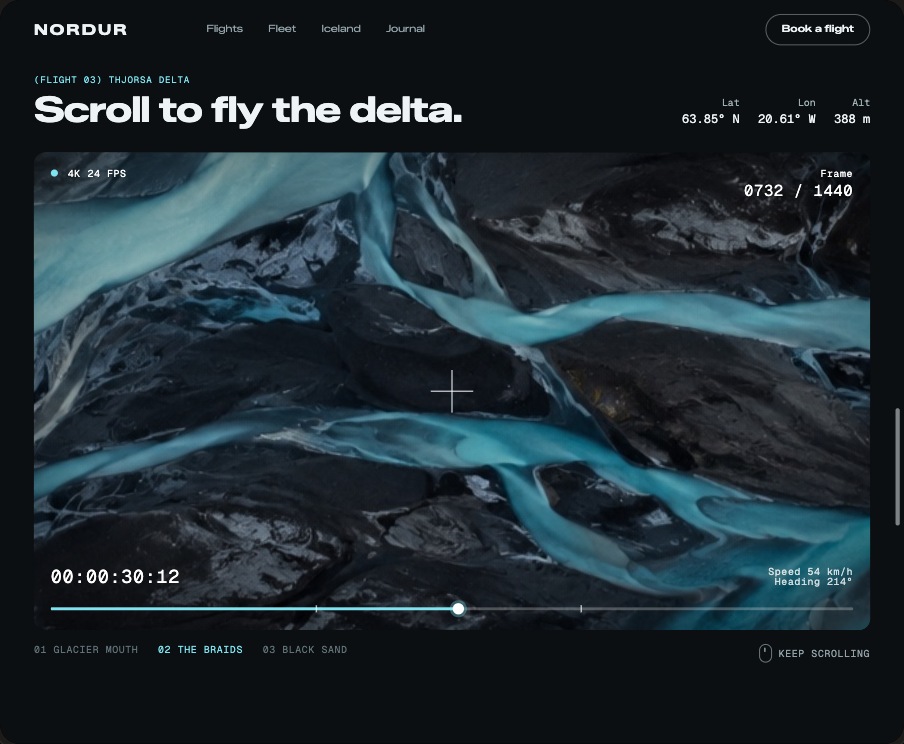 NORDUR
Flights
Fleet
Iceland
Journal
Book a flight
(FLIGHT 03) THJORSA DELTA
Scroll to fly the delta.
Lat
63.85° N
Lon
20.61° W
Alt
388 m
4K 24 FPS
Frame
0732 / 1440
00:00:30:12
Speed 54 km/h
Heading 214°
01 GLACIER MOUTH
02 THE BRAIDS
03 BLACK SAND
KEEP SCROLLING